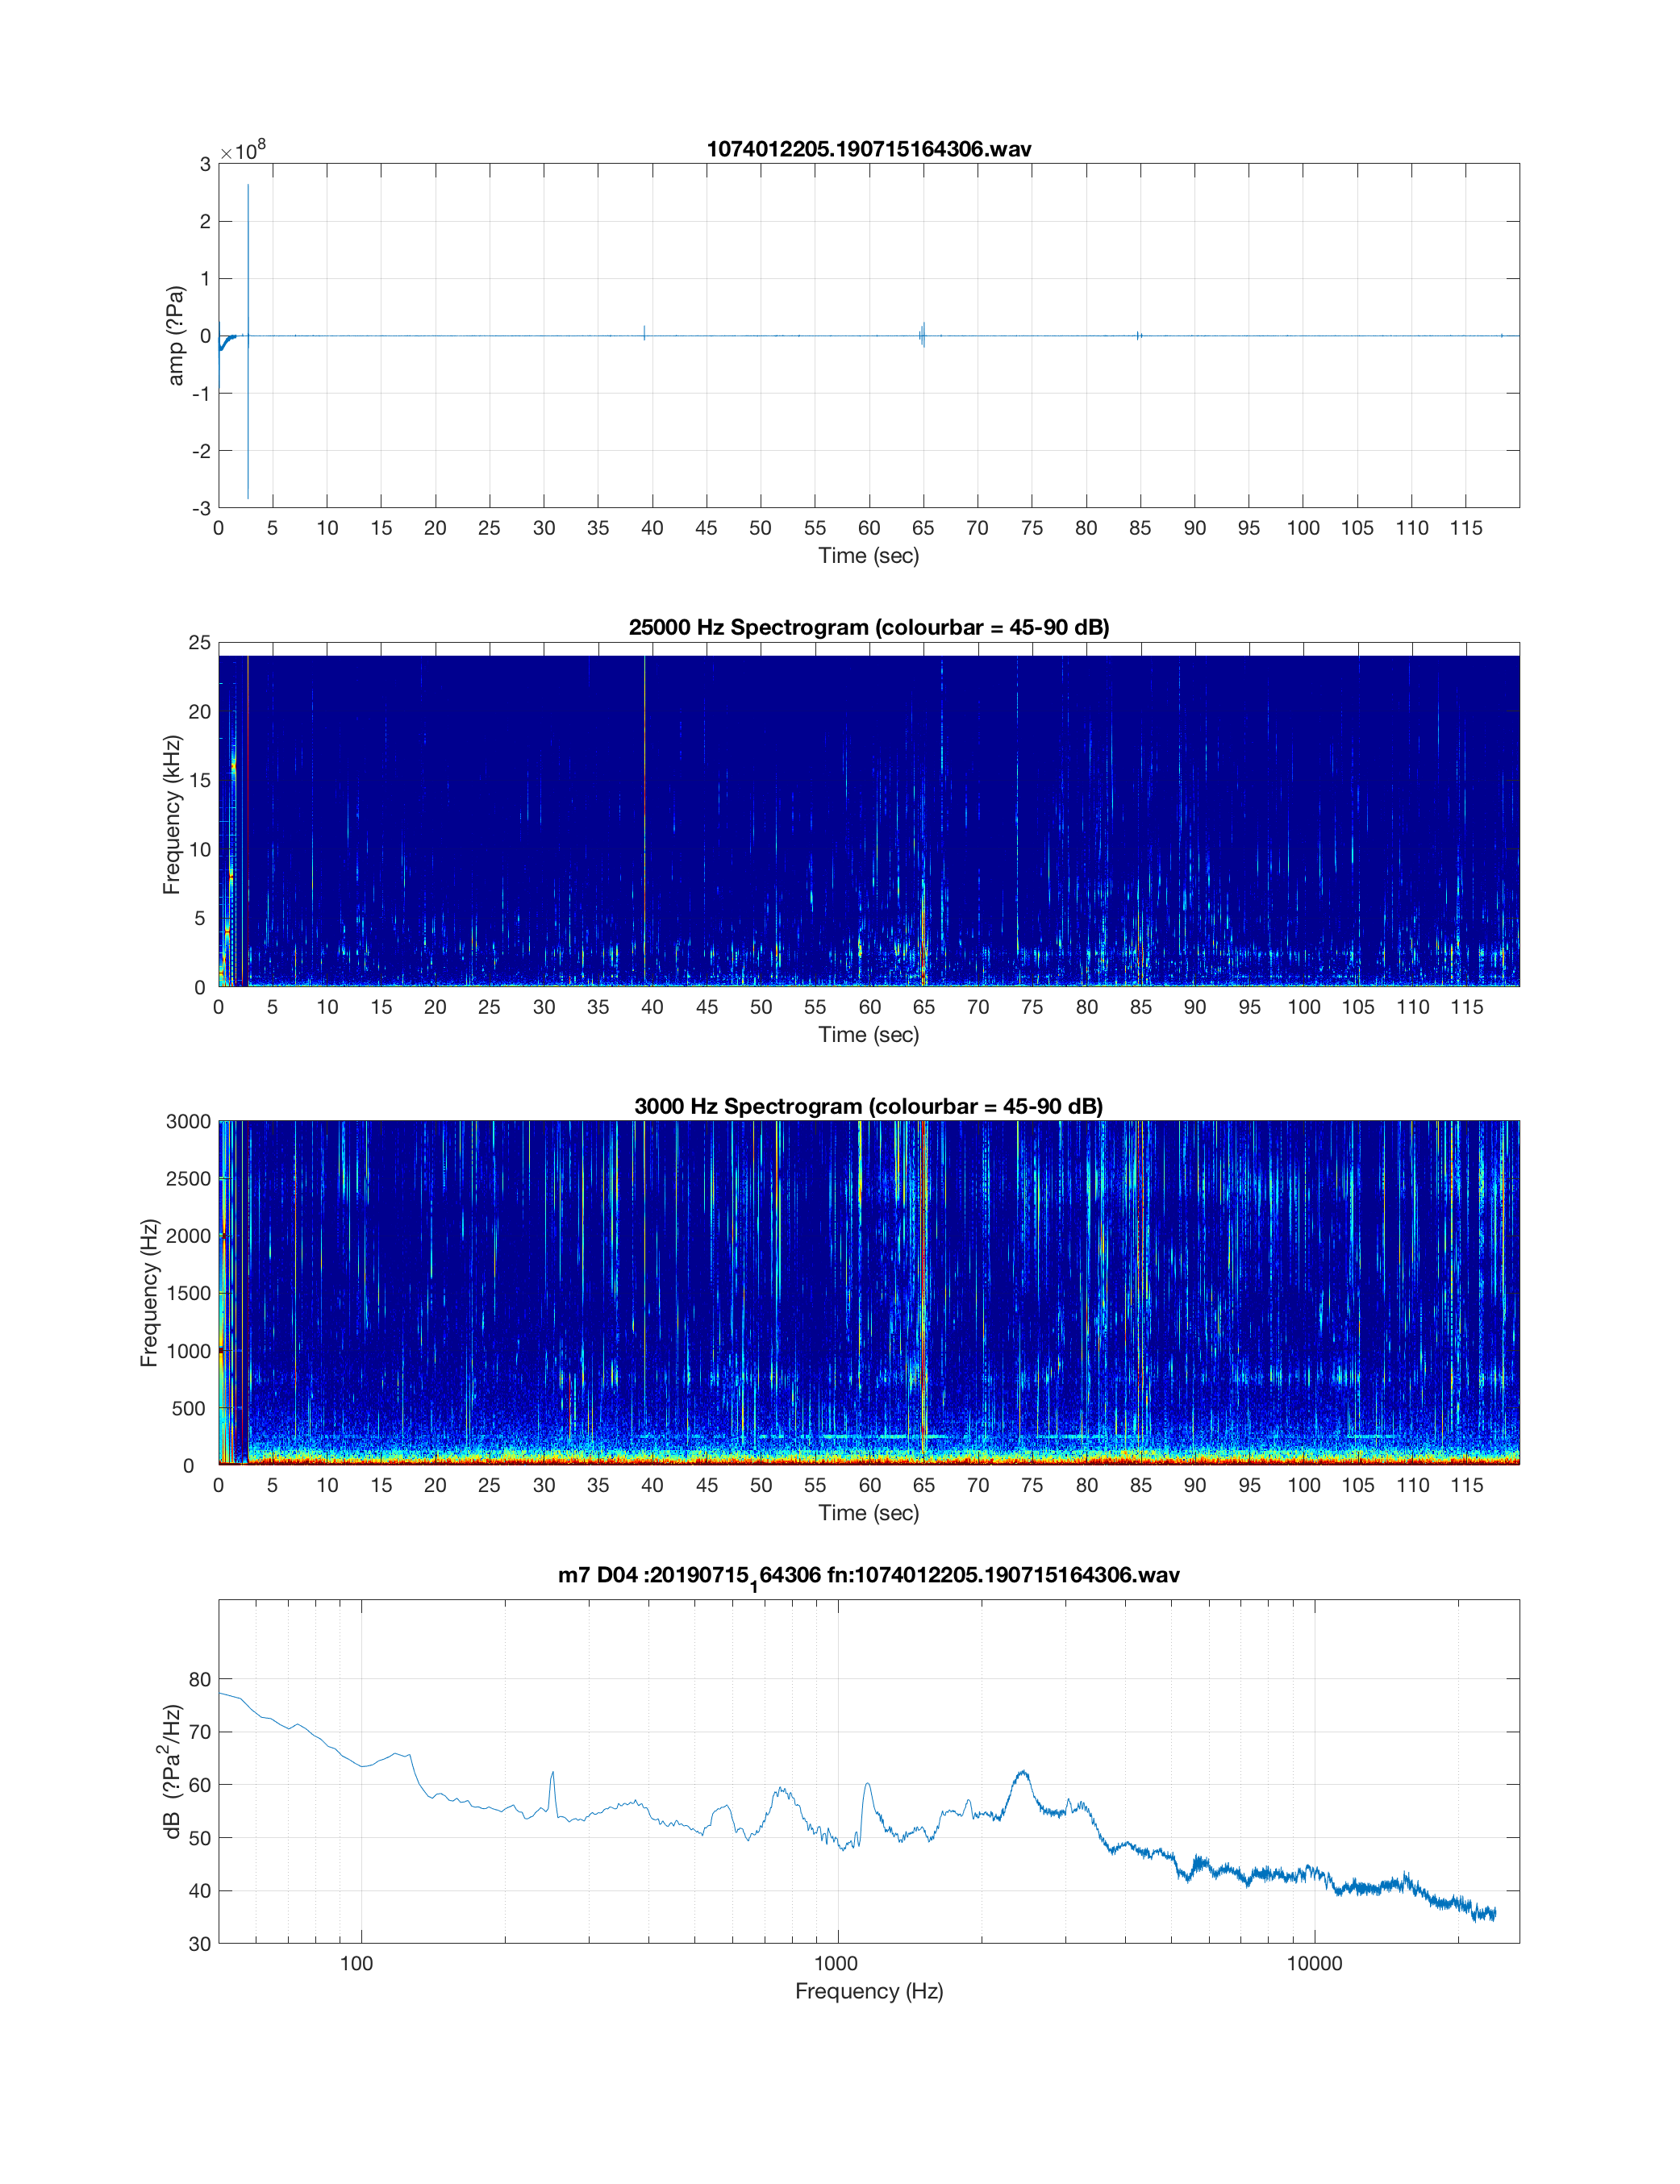 1074012205.190715164306.wav
×10^8
3
2
1
0
-1
-2
-3
amp (?Pa)
0 5 10 15 20 25 30 35 40 45 50 55 60 65 70 75 80 85 90 95 100 105 110 115
Time (sec)
25000 Hz Spectrogram (colourbar = 45-90 dB)
25
20
15
10
5
0
Frequency (kHz)
0 5 10 15 20 25 30 35 40 45 50 55 60 65 70 75 80 85 90 95 100 105 110 115
Time (sec)
3000 Hz Spectrogram (colourbar = 45-90 dB)
3000
2500
2000
1500
1000
500
0
Frequency (Hz)
0 5 10 15 20 25 30 35 40 45 50 55 60 65 70 75 80 85 90 95 100 105 110 115
Time (sec)
m7 D04 :20190715_164306 fn:1074012205.190715164306.wav
80
70
60
50
40
30
dB (?Pa²/Hz)
100 1000 10000
Frequency (Hz)